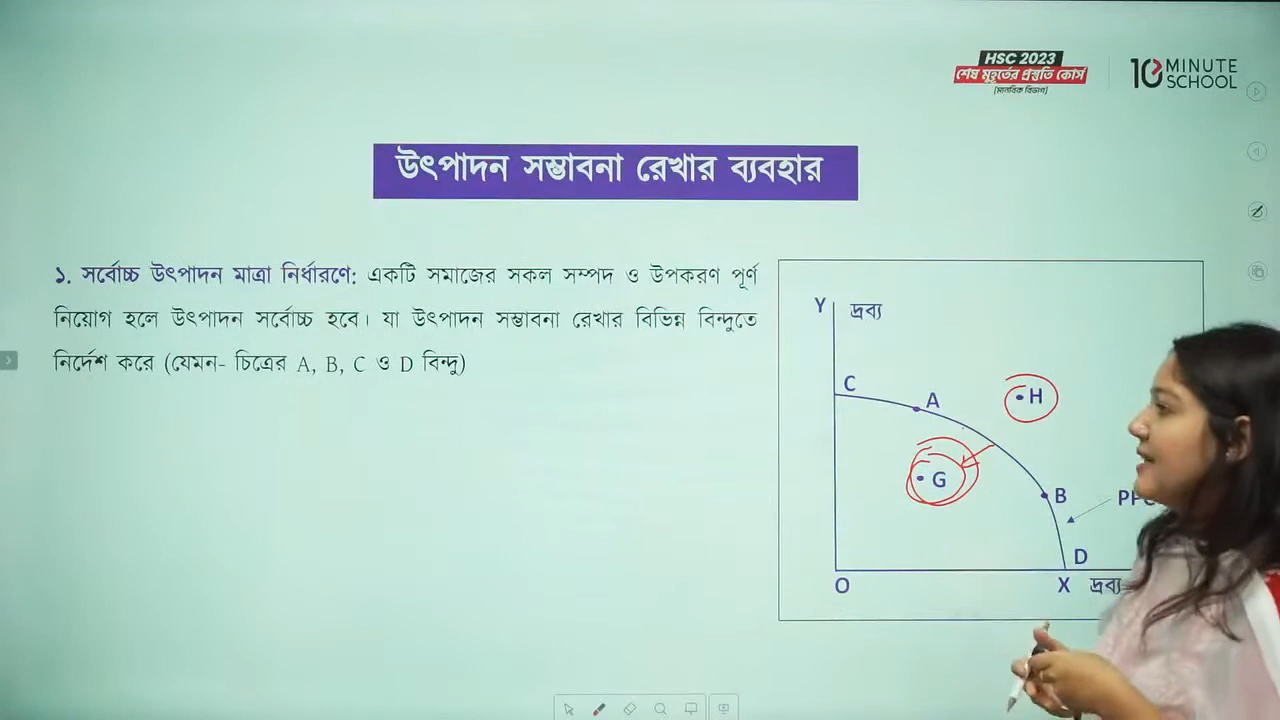 HSC 2023
শেষ মুহূর্তের প্রস্তুতি কোর্স
[মানবিক বিভাগ]
10 MINUTE SCHOOL
উৎপাদন সম্ভাবনা রেখার ব্যবহার
১. সর্বোচ্চ উৎপাদন মাত্রা নির্ধারণে: একটি সমাজের সকল সম্পদ ও উপকরণ পূর্ণ
নিয়োগ হলে উৎপাদন সর্বোচ্চ হবে। যা উৎপাদন সম্ভাবনা রেখার বিভিন্ন বিন্দুতে
নির্দেশ করে (যেমন- চিত্রের A, B, C ও D বিন্দু)
Y দ্রব্য
C
A
H
G
B
D
O
X দ্রব্য